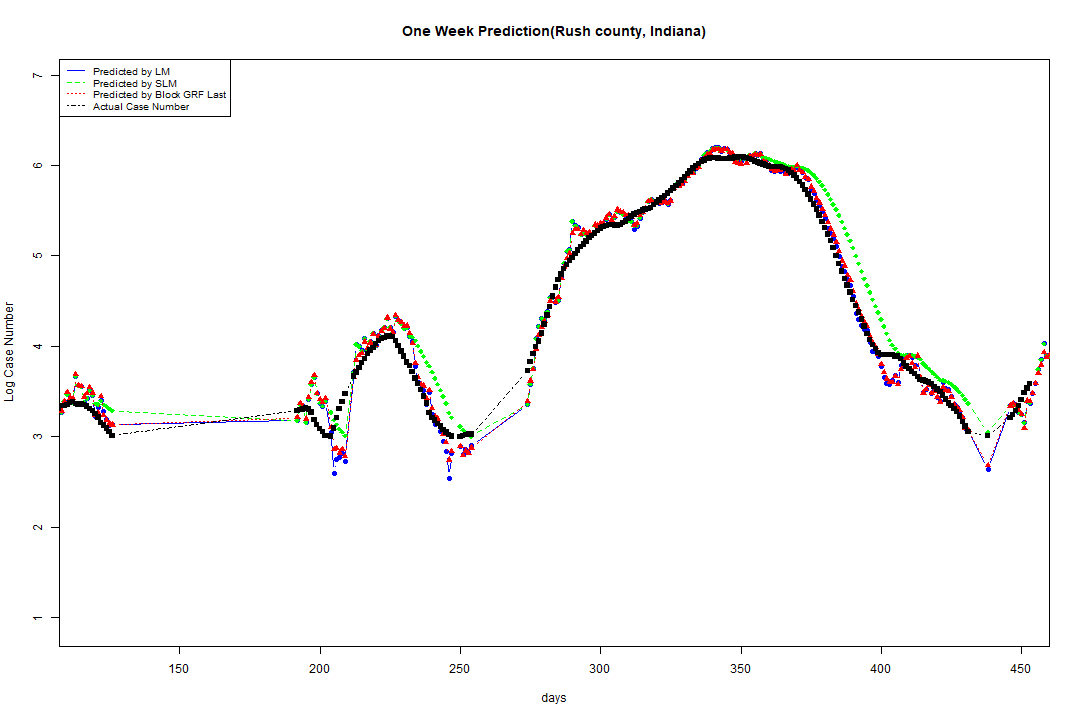 One Week Prediction(Rush county, Indiana)
Predicted by LM
Predicted by SLM
Predicted by Block GRF Last
Actual Case Number
Log Case Number
7
6
5
4
3
2
1
150 200 250 300 350 400 450
days